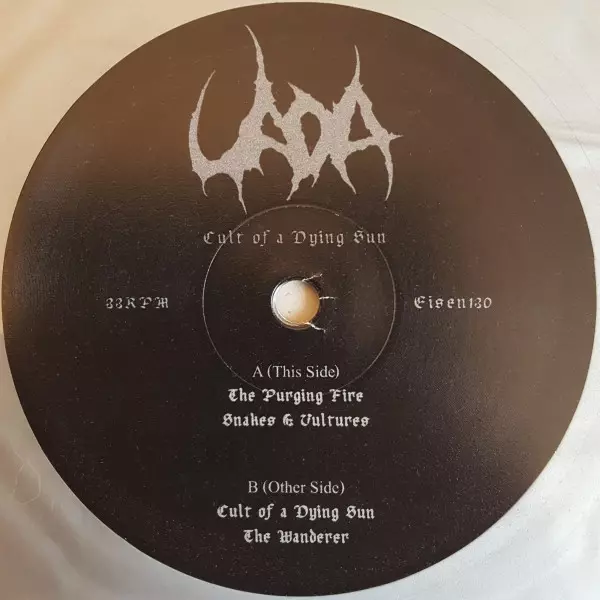 UADA
Cult of a Dying Sun
33RPM
Eisen130
A (This Side)
The Purging Fire
Snakes & Vultures
B (Other Side)
Cult of a Dying Sun
The Wanderer